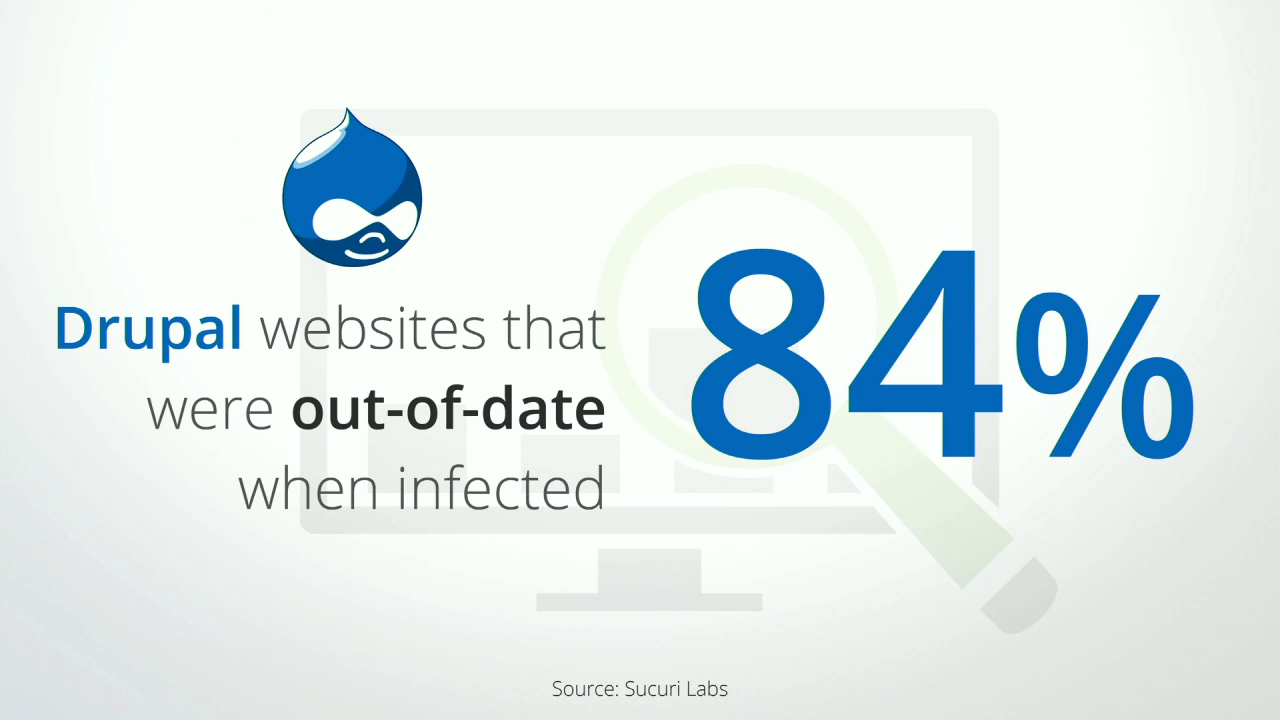 Drupal websites that
were out-of-date
when infected
84%
Source: Sucuri Labs